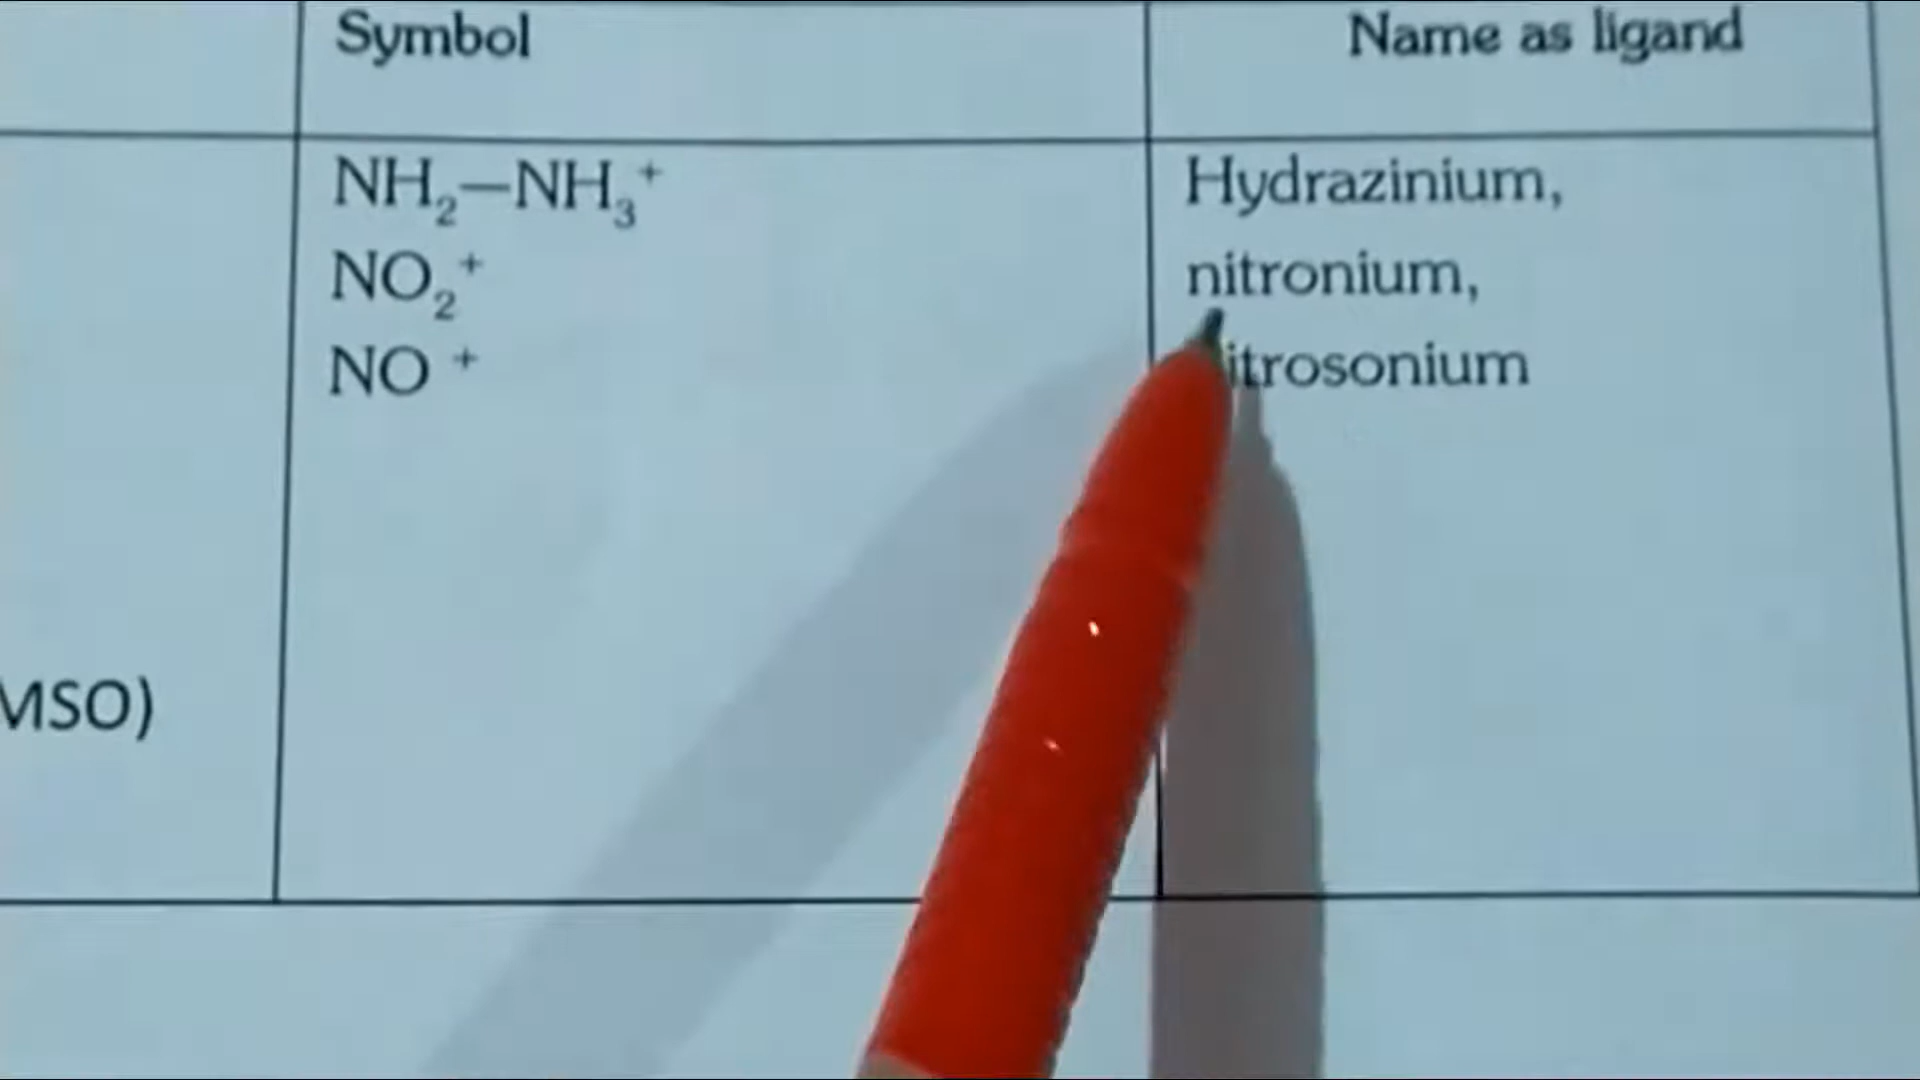 Symbol
Name as ligand
NH₂–NH₃⁺
Hydrazinium,
NO₂⁺
nitronium,
NO ⁺
itrosonium
MSO)